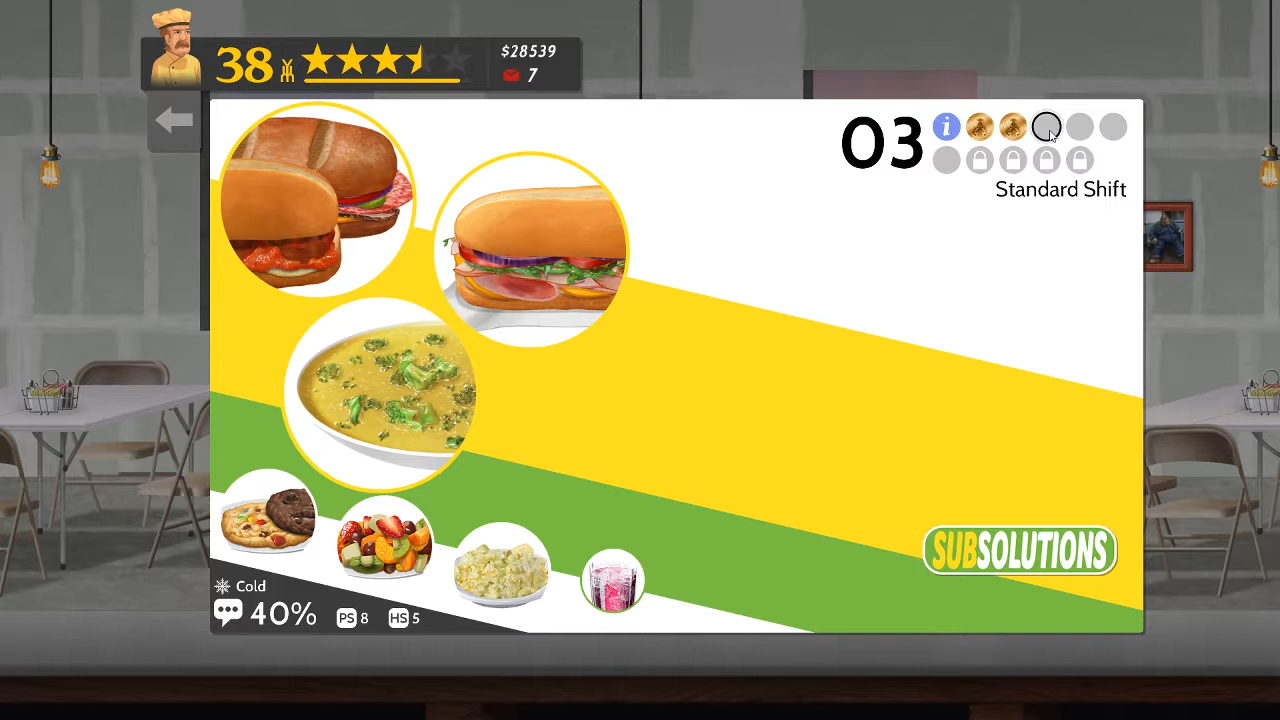 38
$28539
7
03
i
Standard Shift
SUBSOLUTIONS
Cold
40%
PS 8
HS 5